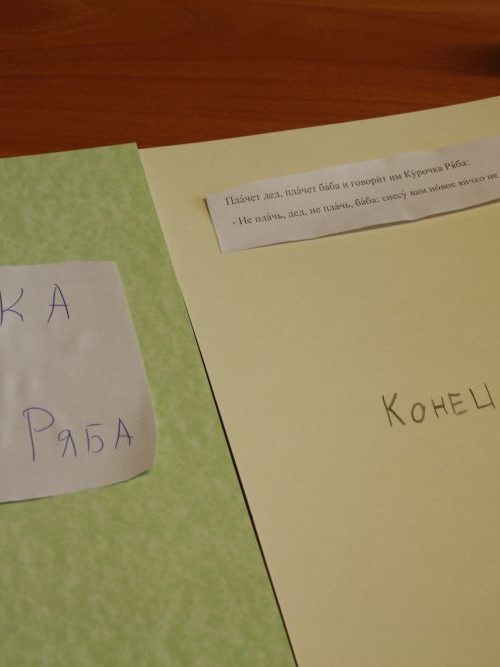 КА
РЯБА
Пла́чет дед, пла́чет ба́ба и говори́т им Ку́рочка Ря́ба:
- Не пла́чь, дед, не пла́чь, ба́ба: снесу́ вам но́вое яи́чко не
КОНЕЦ